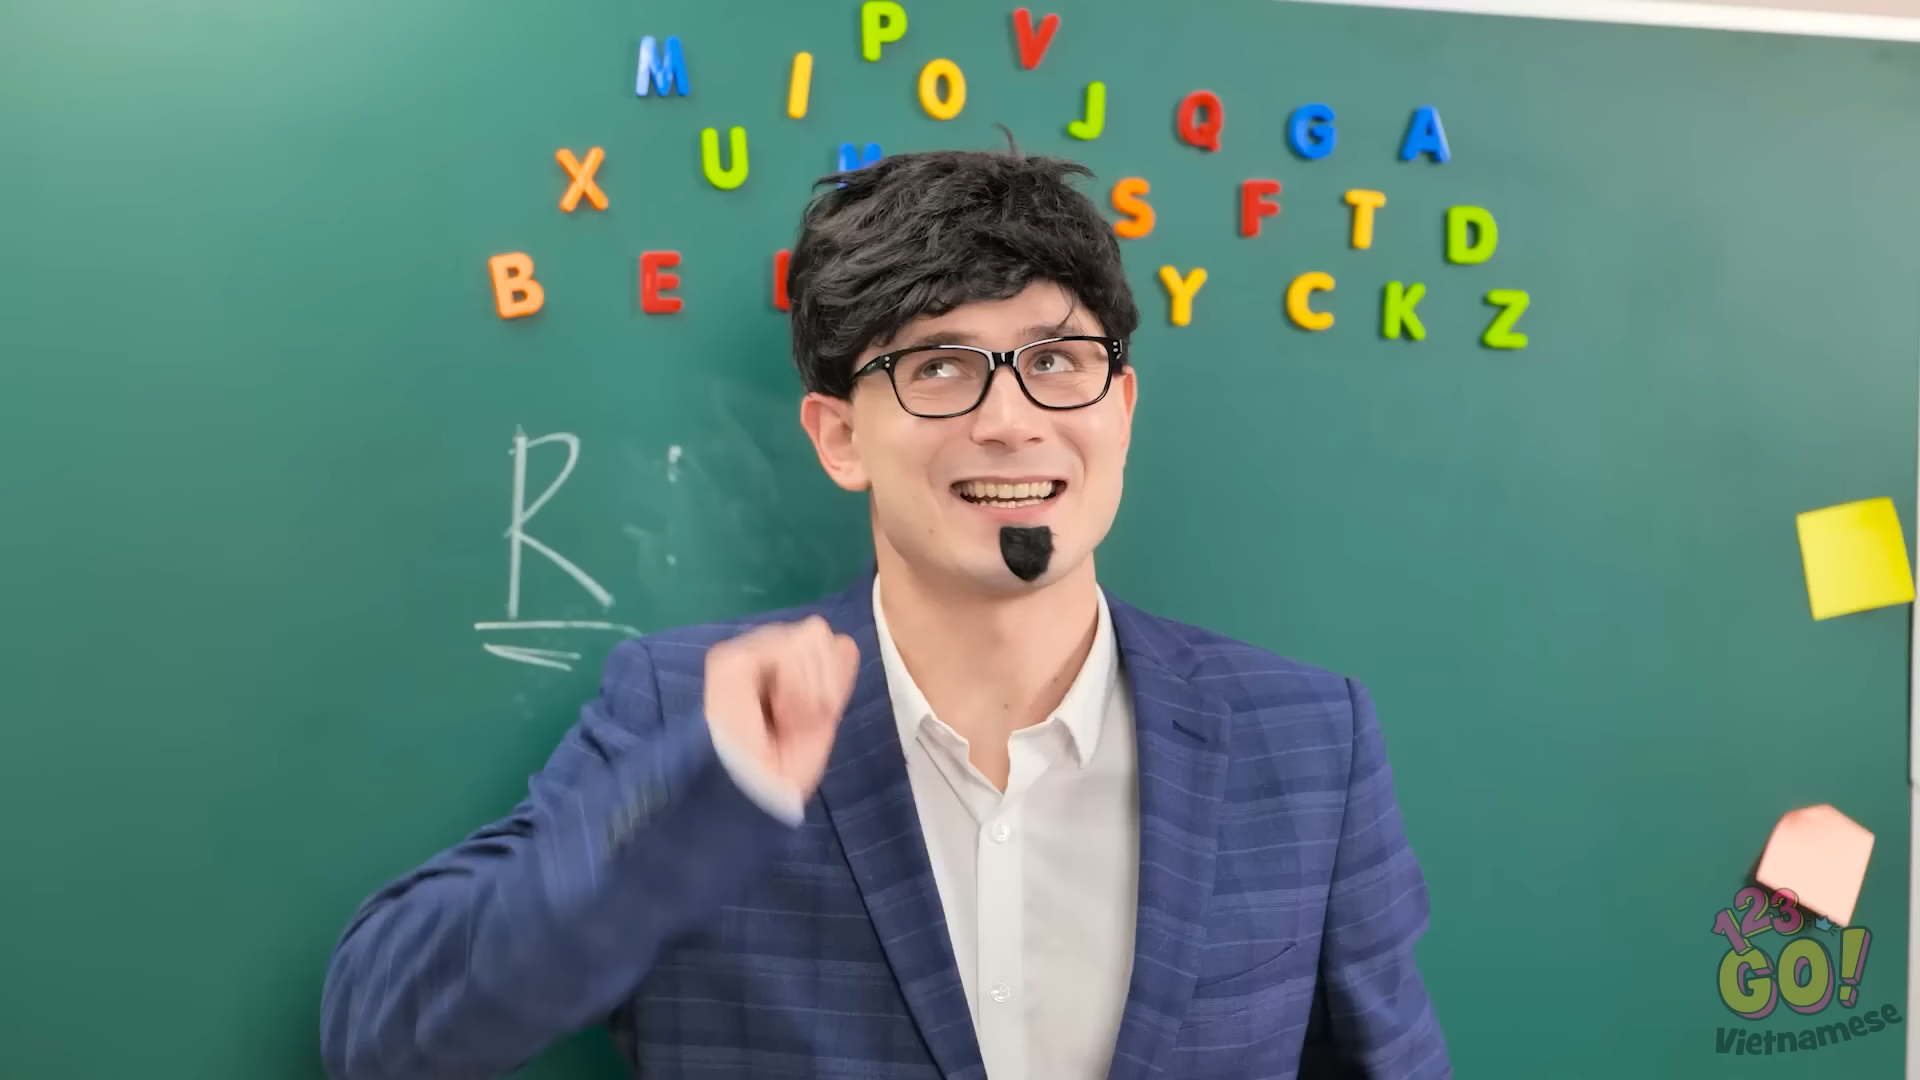 P V
M I O J Q G A
X U M S F T D
B E Y C K Z
R
123
GO!
Vietnamese